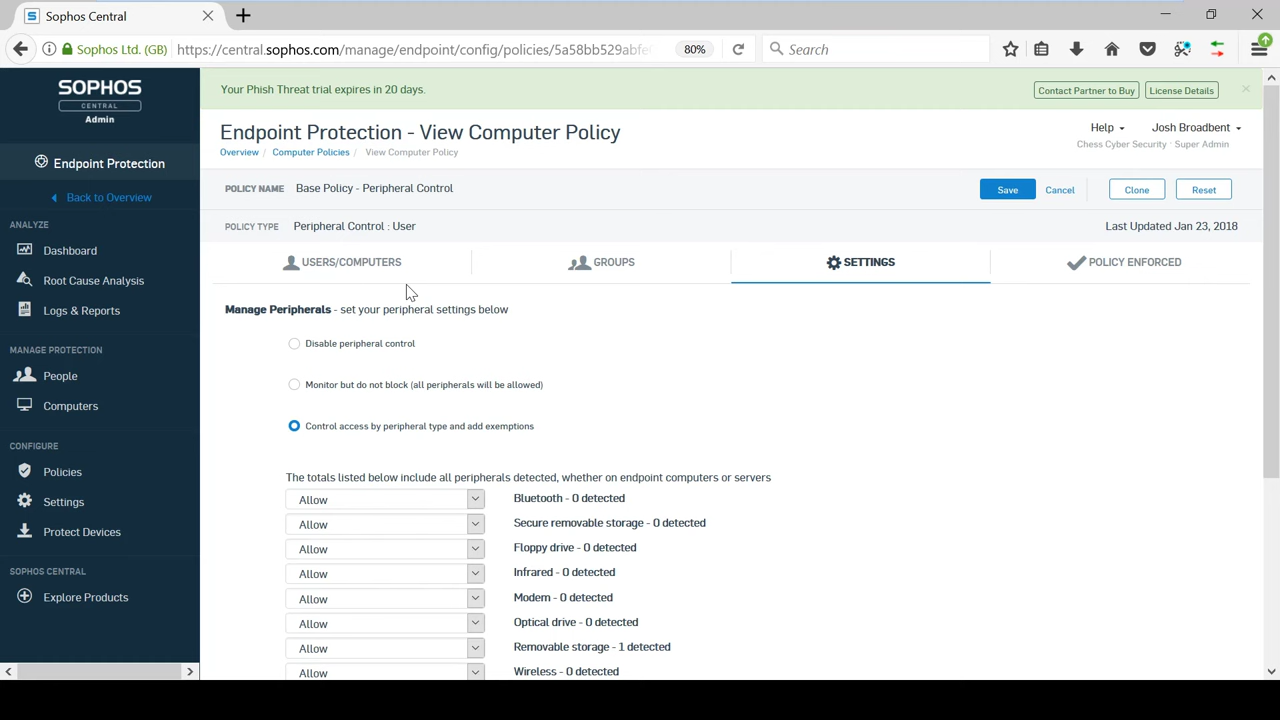 Sophos Central
Sophos Ltd. (GB)
https://central.sophos.com/manage/endpoint/config/policies/5a58bb529abfe
80%
Search
SOPHOS
CENTRAL
Admin
Endpoint Protection
Back to Overview
ANALYZE
Dashboard
Root Cause Analysis
Logs & Reports
MANAGE PROTECTION
People
Computers
CONFIGURE
Policies
Settings
Protect Devices
SOPHOS CENTRAL
Explore Products
Your Phish Threat trial expires in 20 days.
Contact Partner to Buy
License Details
Endpoint Protection - View Computer Policy
Help
Josh Broadbent
Overview / Computer Policies / View Computer Policy
Chess Cyber Security · Super Admin
POLICY NAME Base Policy - Peripheral Control
Save
Cancel
Clone
Reset
POLICY TYPE Peripheral Control : User
Last Updated Jan 23, 2018
USERS/COMPUTERS
GROUPS
SETTINGS
POLICY ENFORCED
Manage Peripherals - set your peripheral settings below
Disable peripheral control
Monitor but do not block (all peripherals will be allowed)
Control access by peripheral type and add exemptions
The totals listed below include all peripherals detected, whether on endpoint computers or servers
Allow Bluetooth - 0 detected
Allow Secure removable storage - 0 detected
Allow Floppy drive - 0 detected
Allow Infrared - 0 detected
Allow Modem - 0 detected
Allow Optical drive - 0 detected
Allow Removable storage - 1 detected
Allow Wireless - 0 detected